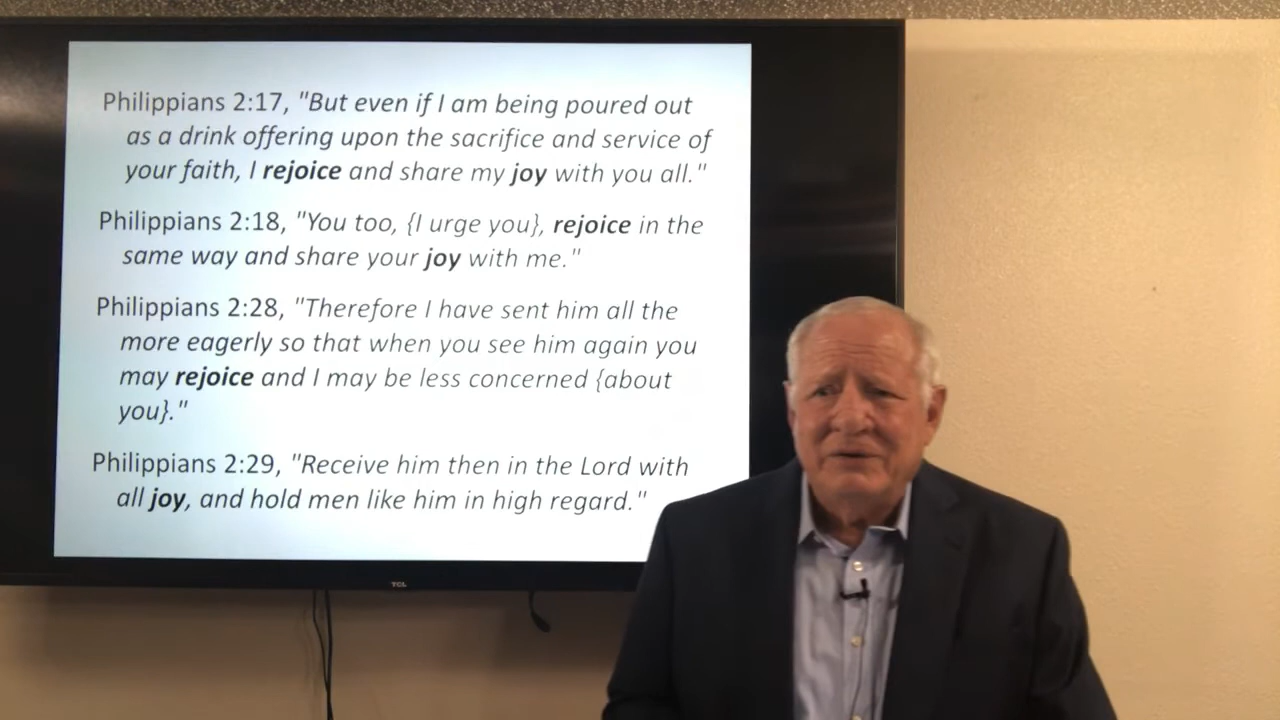 Philippians 2:17, "But even if I am being poured out
as a drink offering upon the sacrifice and service of
your faith, I rejoice and share my joy with you all."
Philippians 2:18, "You too, {I urge you}, rejoice in the
same way and share your joy with me."
Philippians 2:28, "Therefore I have sent him all the
more eagerly so that when you see him again you
may rejoice and I may be less concerned {about
you}."
Philippians 2:29, "Receive him then in the Lord with
all joy, and hold men like him in high regard."
TCL